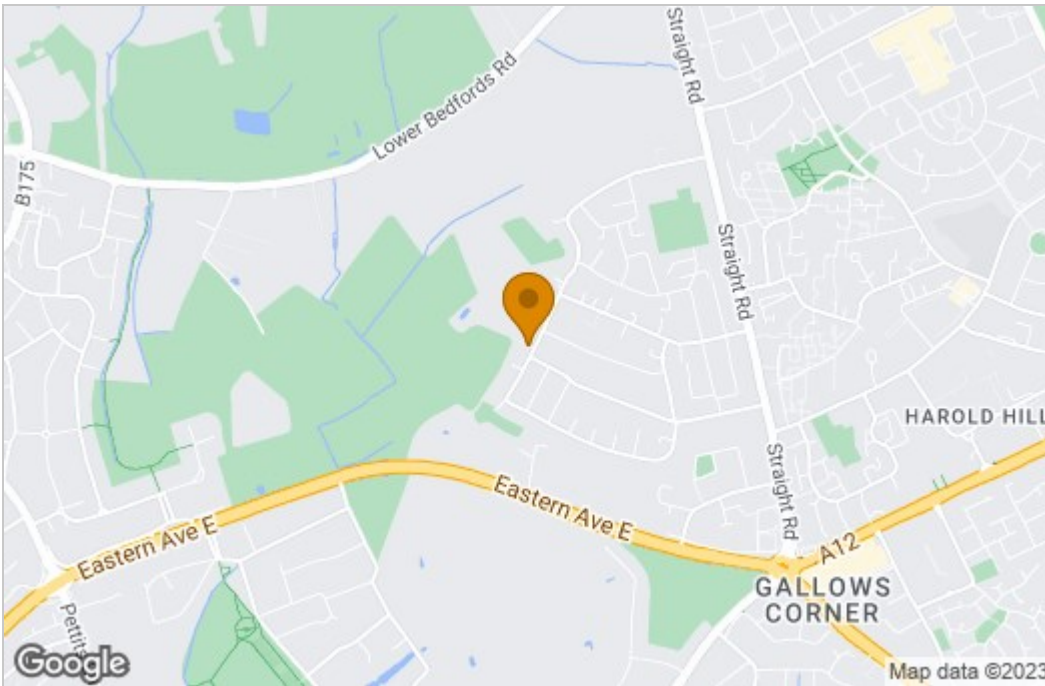 Straight Rd
Lower Bedfords Rd
B175
Straight Rd
HAROLD HILL
Straight Rd
Eastern Ave E
Eastern Ave E
A12
GALLOWS
CORNER
Pettits
Google
Map data ©2023